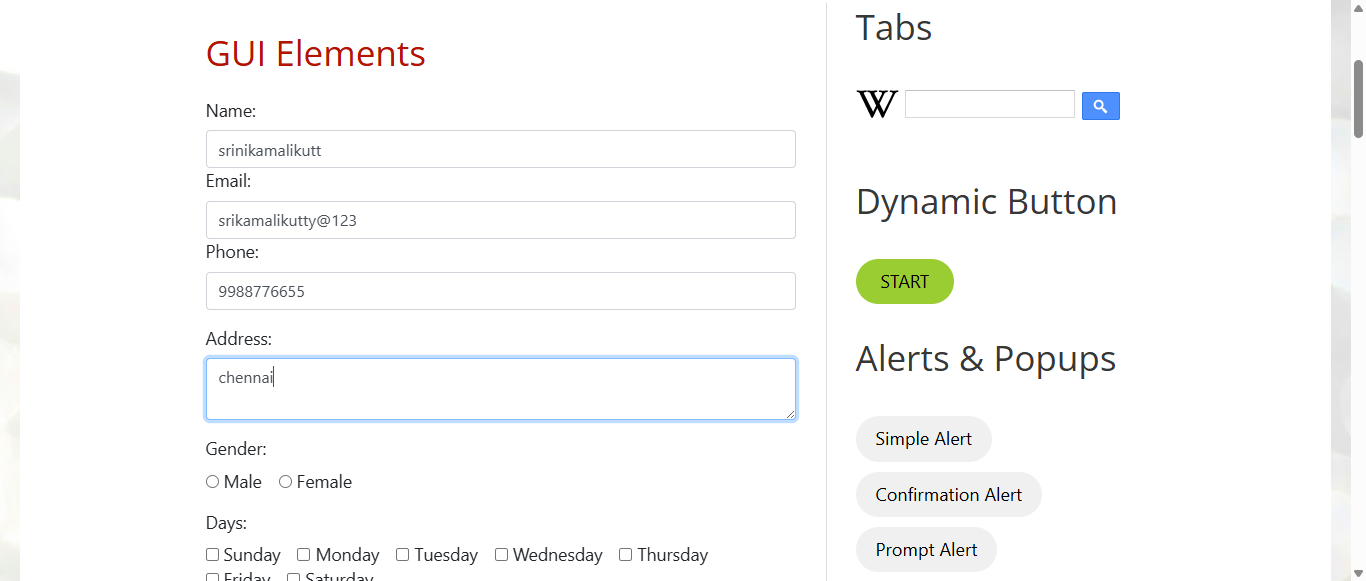 GUI Elements
Name:
srinikamalikutt
Email:
srikamalikutty@123
Phone:
9988776655
Address:
chennai
Gender:
Male Female
Days:
Sunday Monday Tuesday Wednesday Thursday
Friday Saturday
Tabs
W
Dynamic Button
START
Alerts & Popups
Simple Alert
Confirmation Alert
Prompt Alert